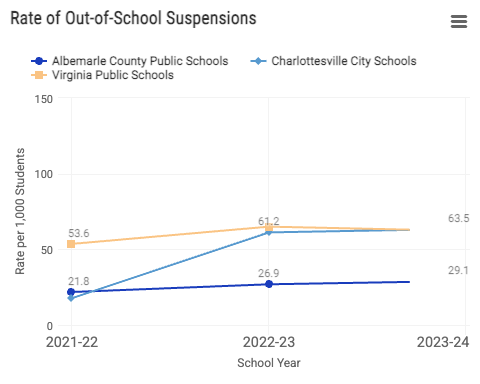 Rate of Out-of-School Suspensions
Albemarle County Public Schools
Charlottesville City Schools
Virginia Public Schools
150
100
50
0
Rate per 1,000 Students
53.6
61.2
63.5
21.8
26.9
29.1
2021-22
2022-23
2023-24
School Year